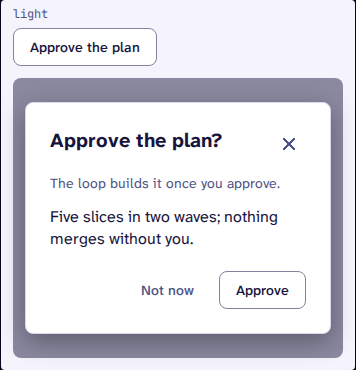 light
Approve the plan
Approve the plan?
The loop builds it once you approve.
Five slices in two waves; nothing
merges without you.
Not now
Approve